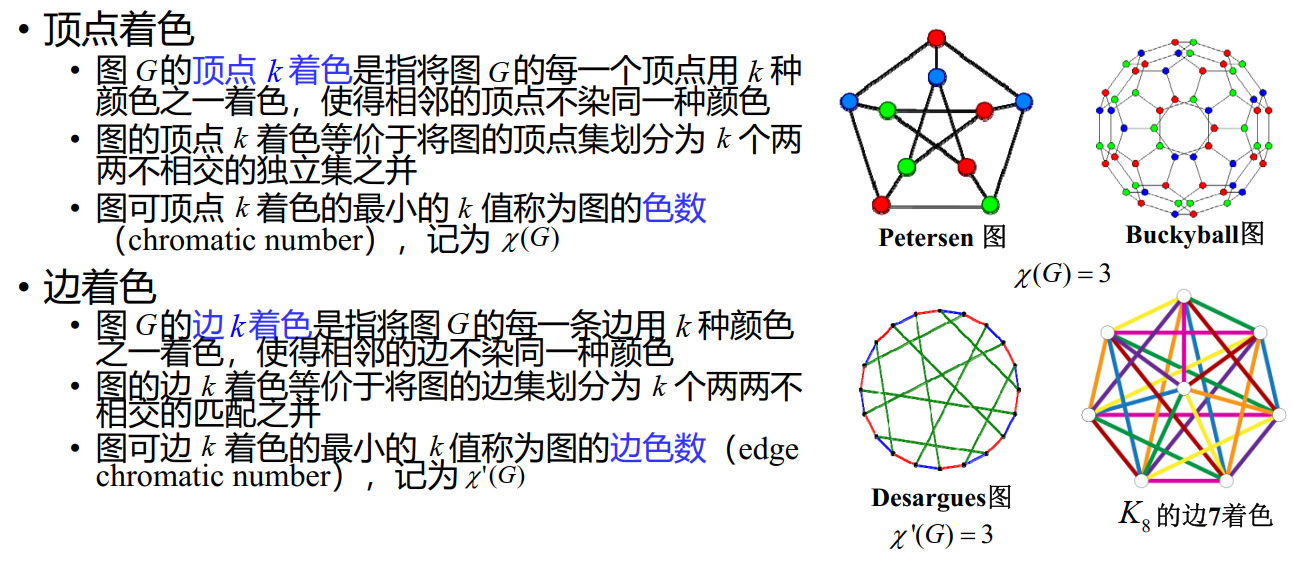 • 顶点着色
• 图 G的顶点 k 着色是指将图 G的每一个顶点用 k 种
颜色之一着色，使得相邻的顶点不染同一种颜色
• 图的顶点 k 着色等价于将图的顶点集划分为 k 个两
两不相交的独立集之并
• 图可顶点 k 着色的最小的 k 值称为图的色数
（chromatic number），记为 χ(G)
• 边着色
• 图 G的边 k着色是指将图 G的每一条边用 k 种颜色
之一着色，使得相邻的边不染同一种颜色
• 图的边 k 着色等价于将图的边集划分为 k 个两两不
相交的匹配之并
• 图可边 k 着色的最小的 k 值称为图的边色数（edge
chromatic number），记为 χ'(G)
Petersen 图
Buckyball图
χ(G) = 3
Desargues图
χ'(G) = 3
K₈ 的边7着色